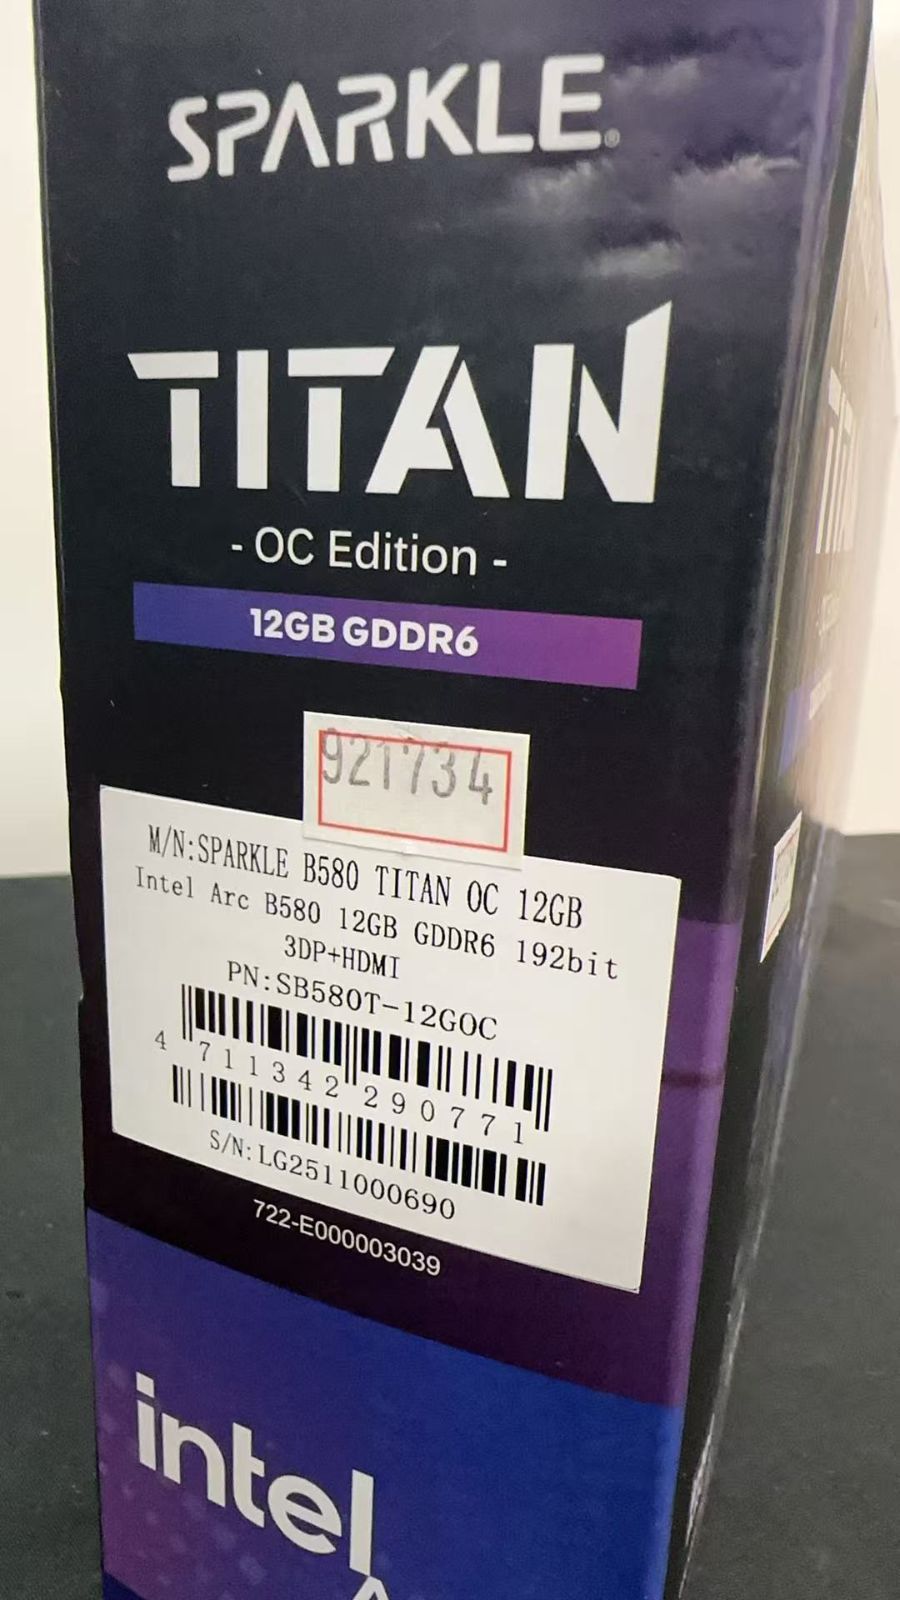 SPARKLE®
TITAN
- OC Edition -
12GB GDDR6
921734
M/N:SPARKLE B580 TITAN OC 12GB
Intel Arc B580 12GB GDDR6 192bit
3DP+HDMI
PN:SB580T-12GOC
4 711342 290771
S/N:LG2511000690
722-E000003039
intel